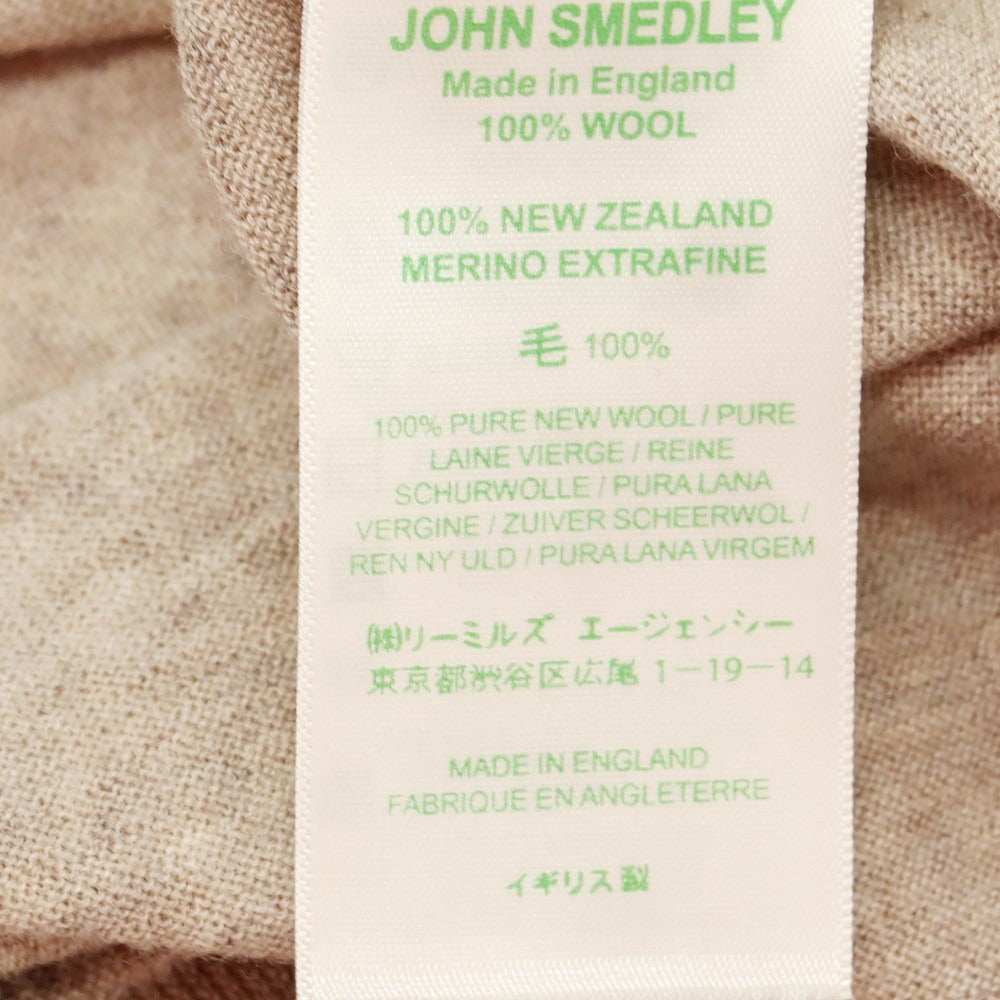 JOHN SMEDLEY
Made in England
100% WOOL
100% NEW ZEALAND
MERINO EXTRAFINE
毛 100%
100% PURE NEW WOOL / PURE
LAINE VIERGE / REINE
SCHURWOLLE / PURA LANA
VERGINE / ZUIVER SCHEERWOL /
REN NY ULD / PURA LANA VIRGEM
㈱リーミルズ エージェンシー
東京都渋谷区広尾 1−19−14
MADE IN ENGLAND
FABRIQUE EN ANGLETERRE
イギリス製